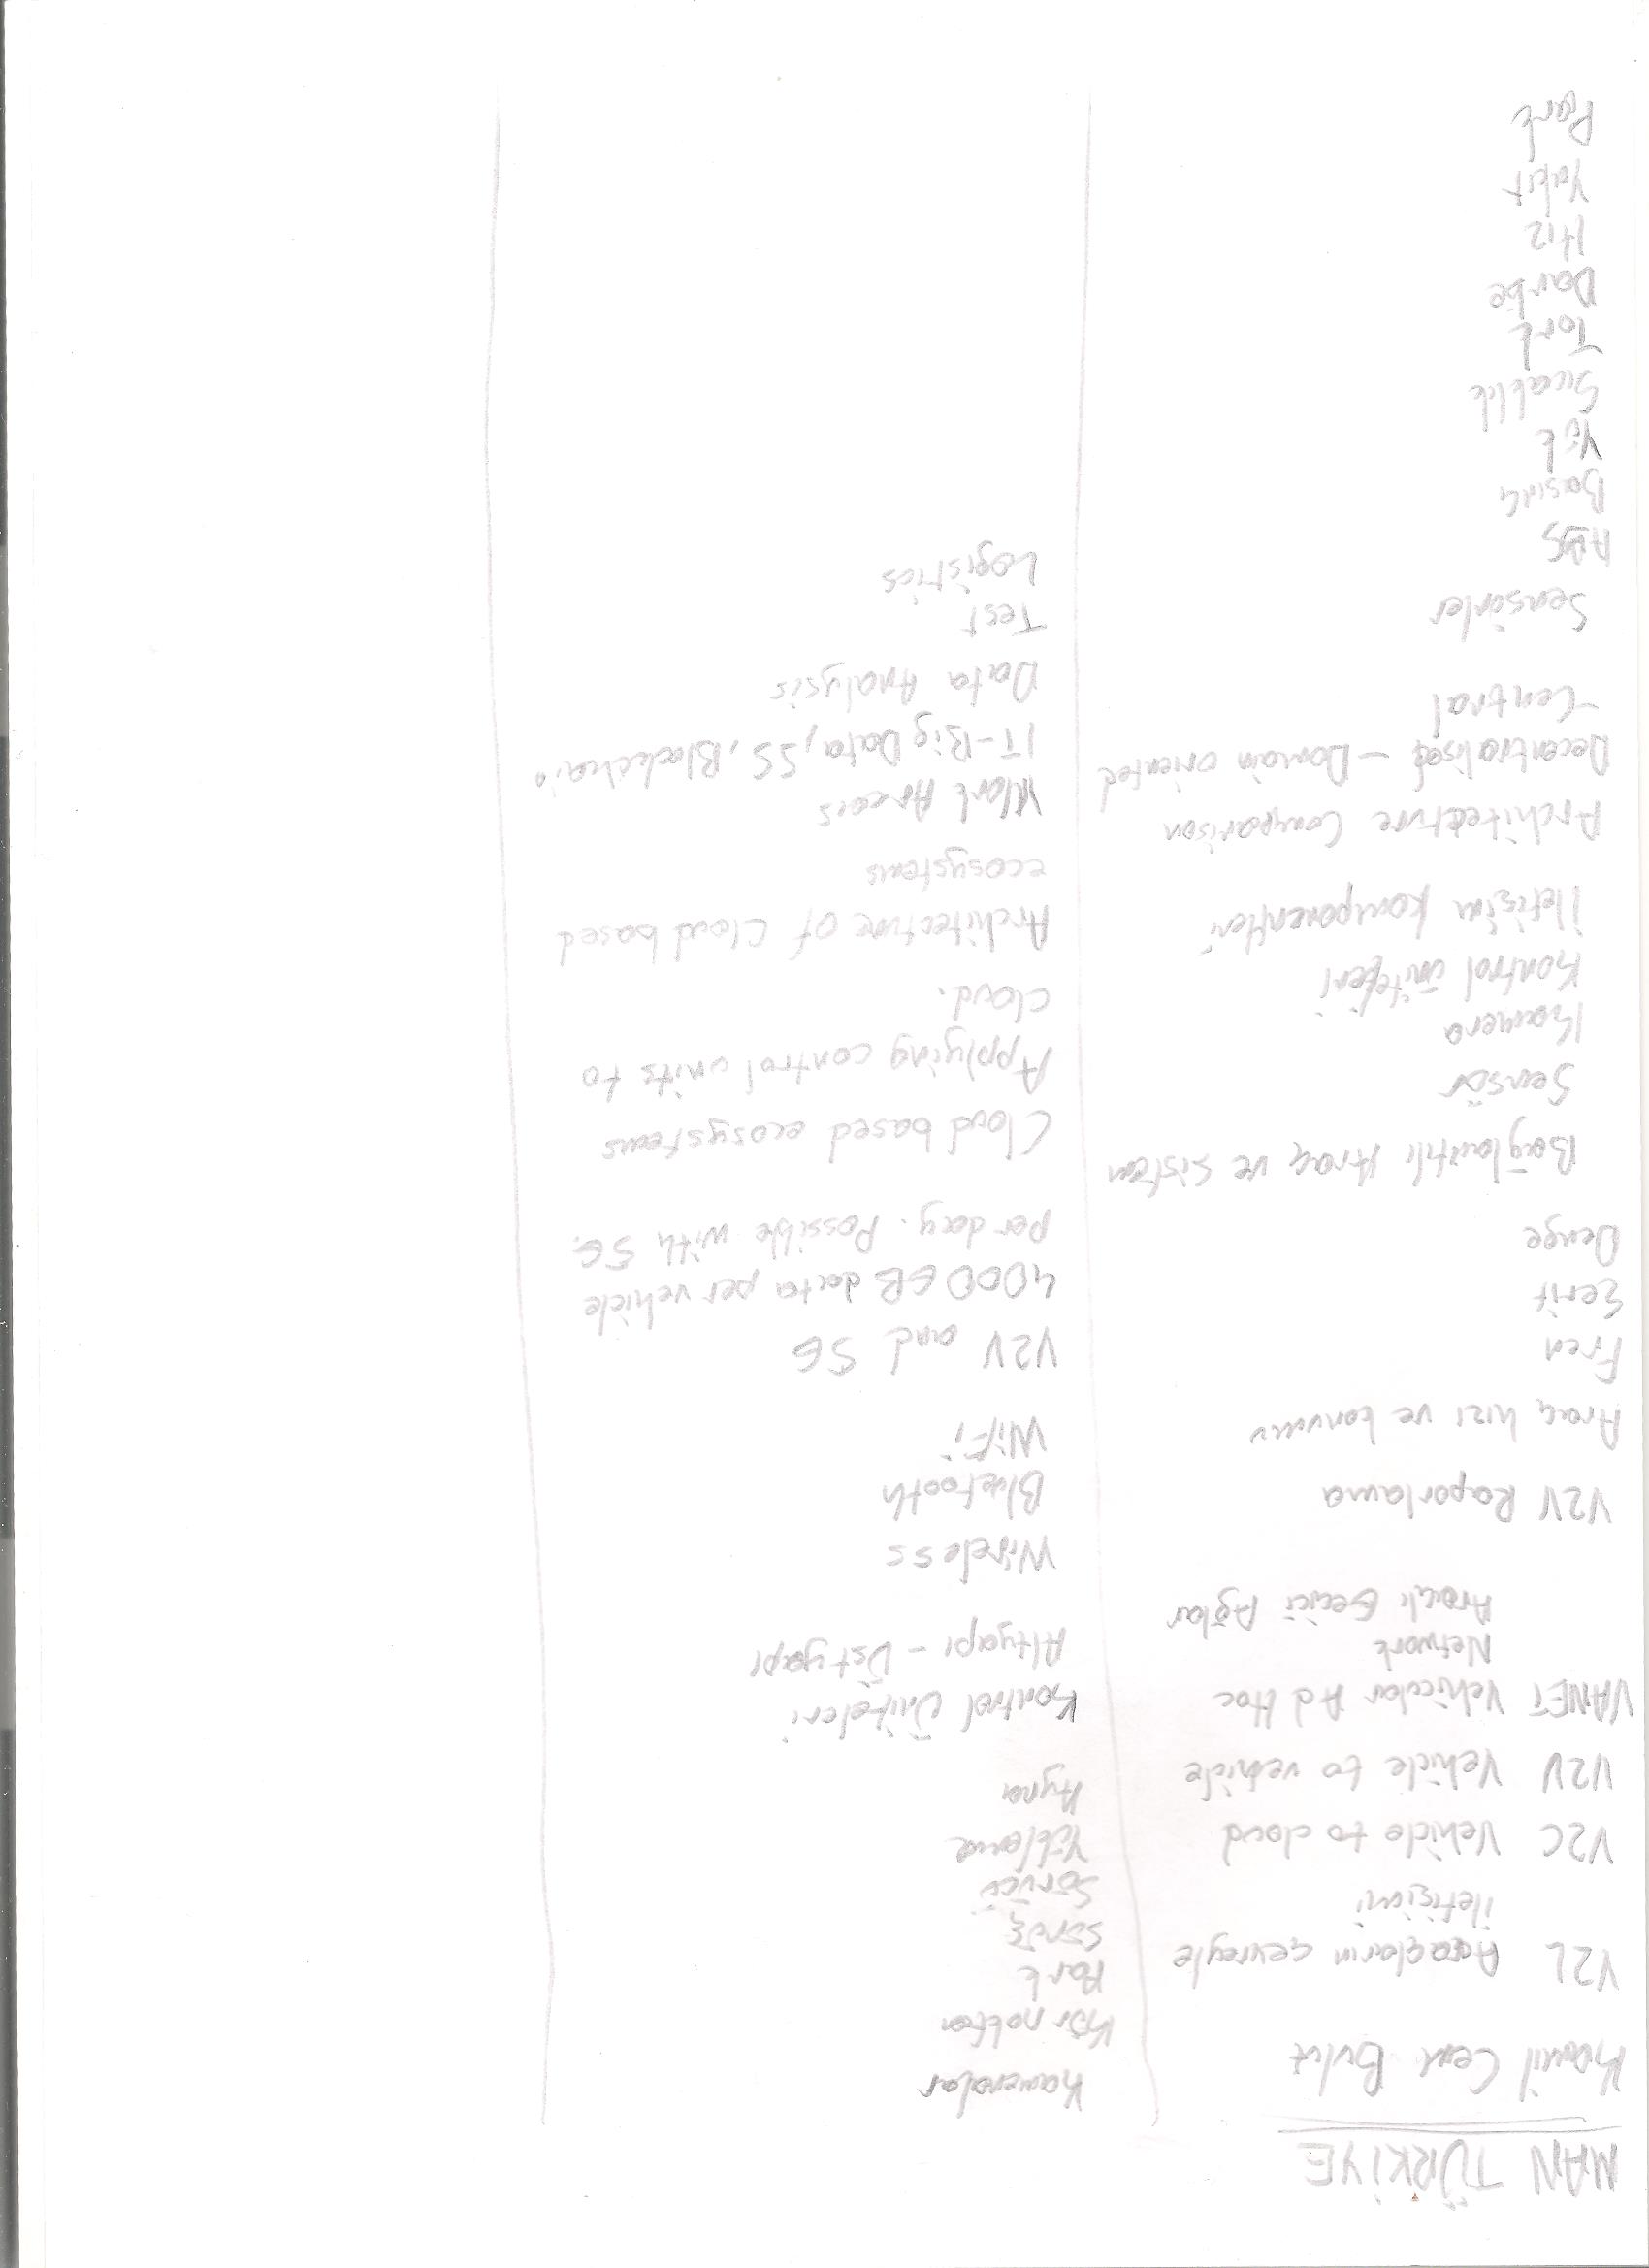 MAN TÜRKİYE
Kamil Cem Bulut
V2L Araçların çevreyle
iletişimi
V2C Vehicle to cloud
V2V Vehicle to vehicle
VANET Vehicular Ad Hoc
Network
Araçlı Geçici Ağlar
V2V Raporlama
Araç hızı ve konumu
Fren
Şerit
Denge
Bağlantılı Araç ve sistem
Sensör
Kamera
Kontrol üniteleri
İletişim komponentleri
Architecture Comparison
Decentralised - Domain oriented
- Central
Sensörler
ABS
Basınç
Yük
Sıcaklık
Tork
Darbe
Hız
Yakıt
Park
Kameralar
Kör nokta
Park
Sürüş
Sürücü
Yükleme
Ayna
Kontrol Üniteleri
Altyapı - Üstyapı
Wireless
Bluetooth
WiFi
V2V and 5G
4000 GB data per vehicle
per day. Possible with 5G.
Cloud based ecosystems
Applying control units to
cloud.
Architecture of Cloud based
ecosystems
Work Areas
IT-Big Data, SS, Blockchain
Data Analysis
Test
Logistics